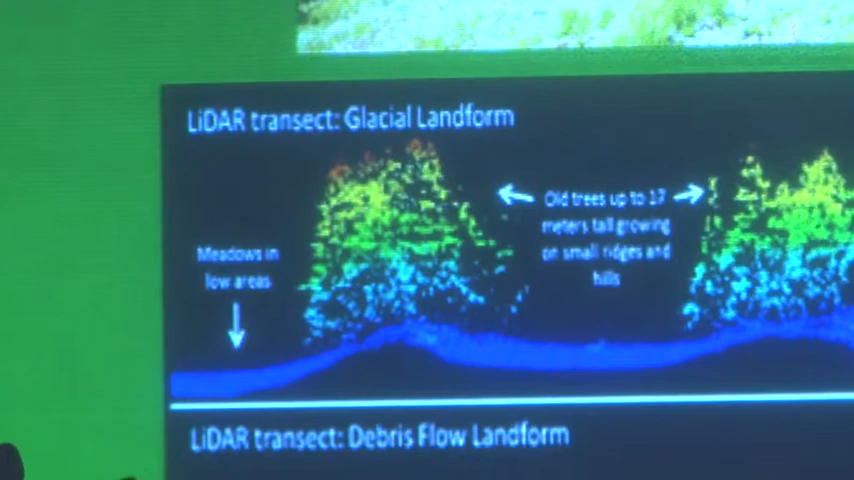 LiDAR transect: Glacial Landform
Old trees up to 17
meters tall growing
on small ridges and
hills
Meadows in
low areas
LiDAR transect: Debris Flow Landform